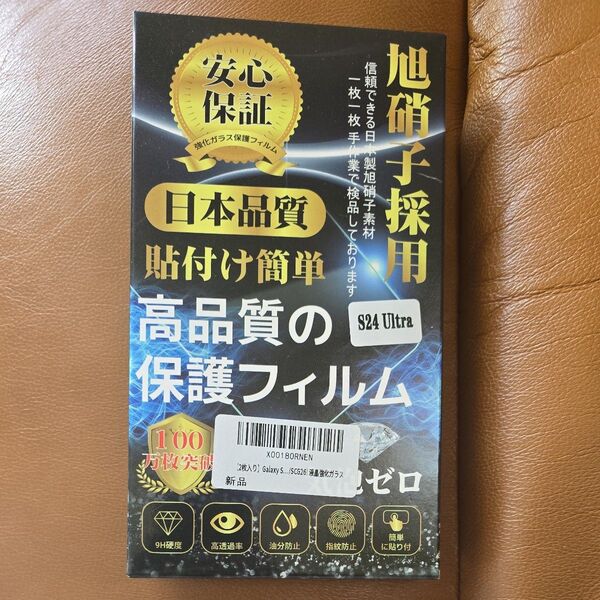 安心
保証
強化ガラス保護フィルム
旭硝子採用
信頼できる日本製旭硝子素材
一枚一枚 手作業で検品しております
日本品質
貼付け簡単
高品質の
保護フィルム
S24 Ultra
100
万枚突破
X001B0RNEN
【2枚入り】Galaxy S.../SCG26】液晶強化ガラス
新品
泡ゼロ
9H硬度
高透過率
油分防止
指紋防止
簡単
に貼り付